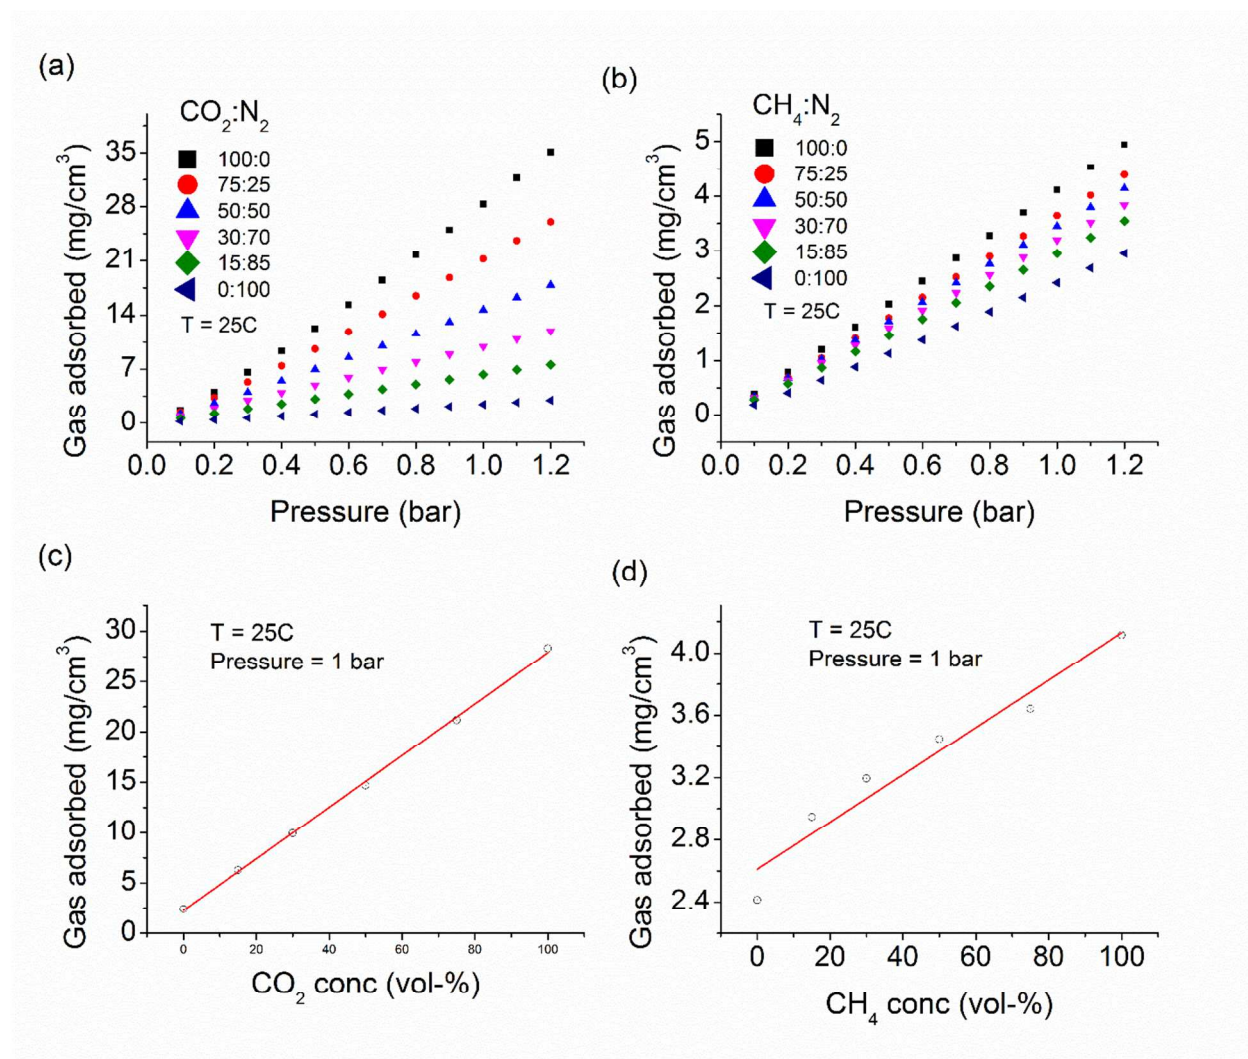 (a)
CO₂:N₂
100:0
75:25
50:50
30:70
15:85
0:100
T = 25C
Gas adsorbed (mg/cm³)
35
28
21
14
7
0
0.0 0.2 0.4 0.6 0.8 1.0 1.2
Pressure (bar)
(b)
CH₄:N₂
100:0
75:25
50:50
30:70
15:85
0:100
T = 25C
Gas adsorbed (mg/cm³)
5
4
3
2
1
0
0.0 0.2 0.4 0.6 0.8 1.0 1.2
Pressure (bar)
(c)
T = 25C
Pressure = 1 bar
Gas adsorbed (mg/cm³)
30
25
20
15
10
5
0
0 20 40 60 80 100
CO₂ conc (vol-%)
(d)
T = 25C
Pressure = 1 bar
Gas adsorbed (mg/cm³)
4.0
3.6
3.2
2.8
2.4
0 20 40 60 80 100
CH₄ conc (vol-%)